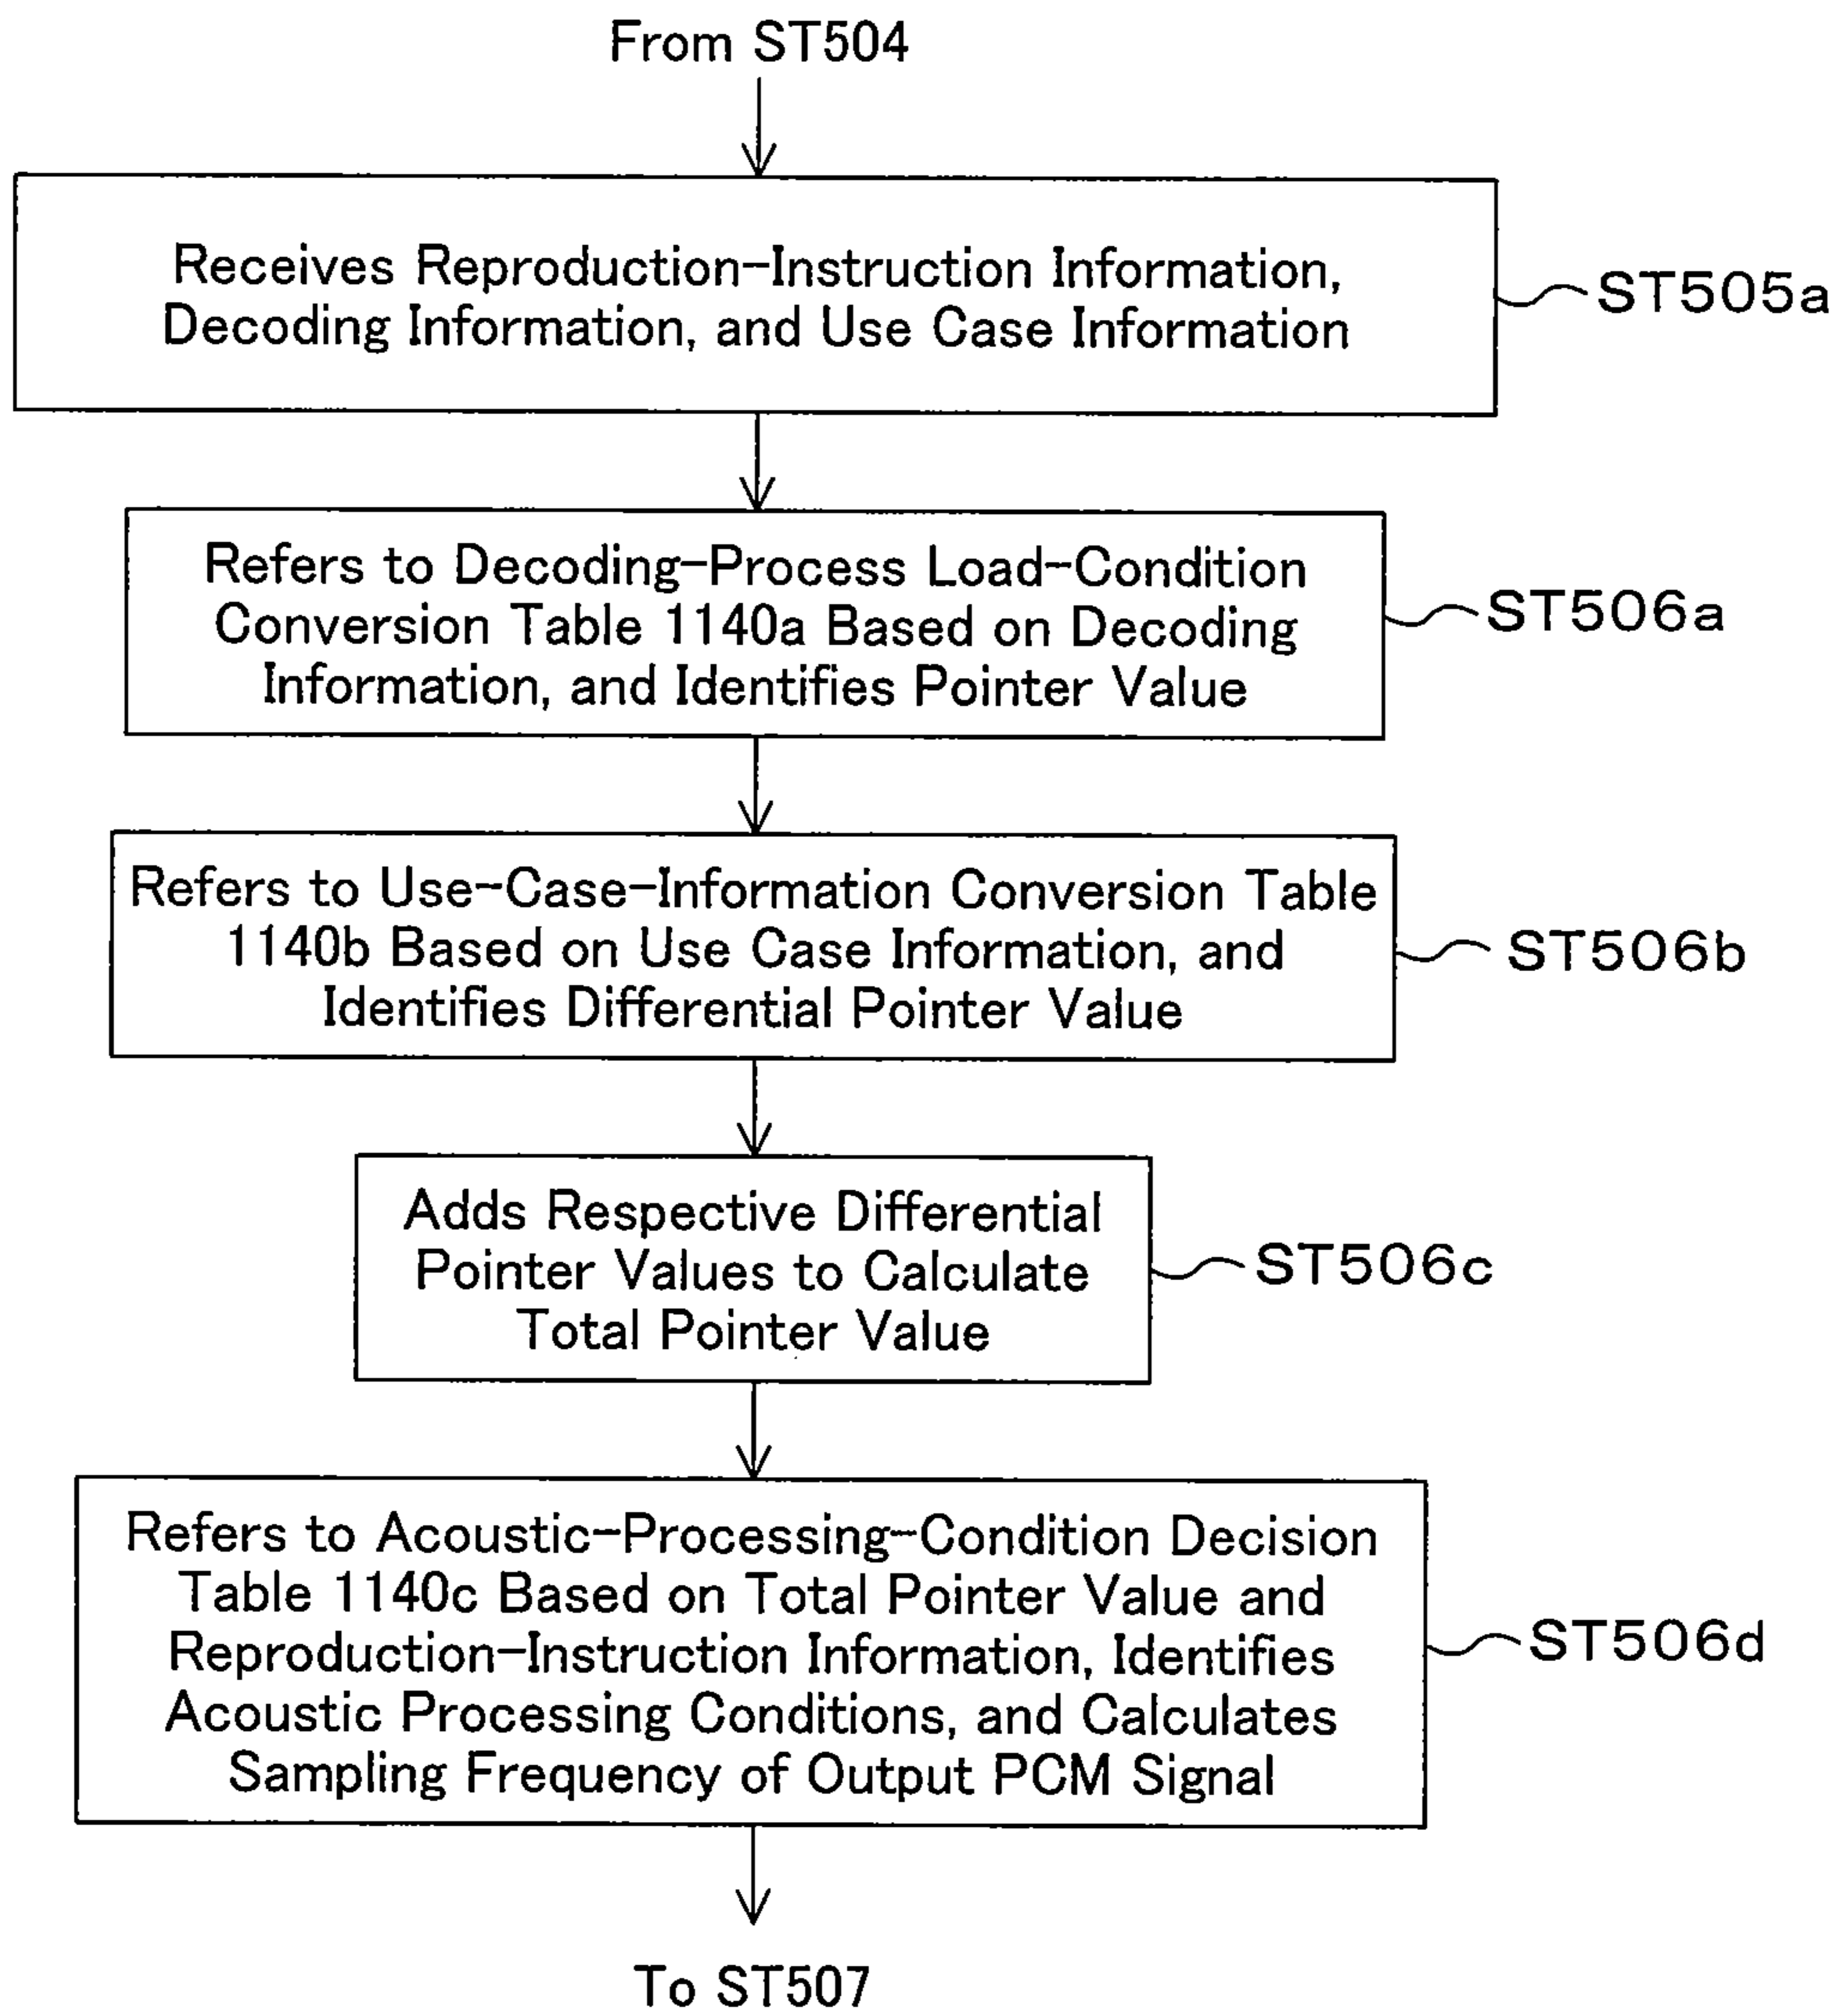 From ST504
Receives Reproduction-Instruction Information,
Decoding Information, and Use Case Information
ST505a
Refers to Decoding-Process Load-Condition
Conversion Table 1140a Based on Decoding
Information, and Identifies Pointer Value
ST506a
Refers to Use-Case-Information Conversion Table
1140b Based on Use Case Information, and
Identifies Differential Pointer Value
ST506b
Adds Respective Differential
Pointer Values to Calculate
Total Pointer Value
ST506c
Refers to Acoustic-Processing-Condition Decision
Table 1140c Based on Total Pointer Value and
Reproduction-Instruction Information, Identifies
Acoustic Processing Conditions, and Calculates
Sampling Frequency of Output PCM Signal
ST506d
To ST507